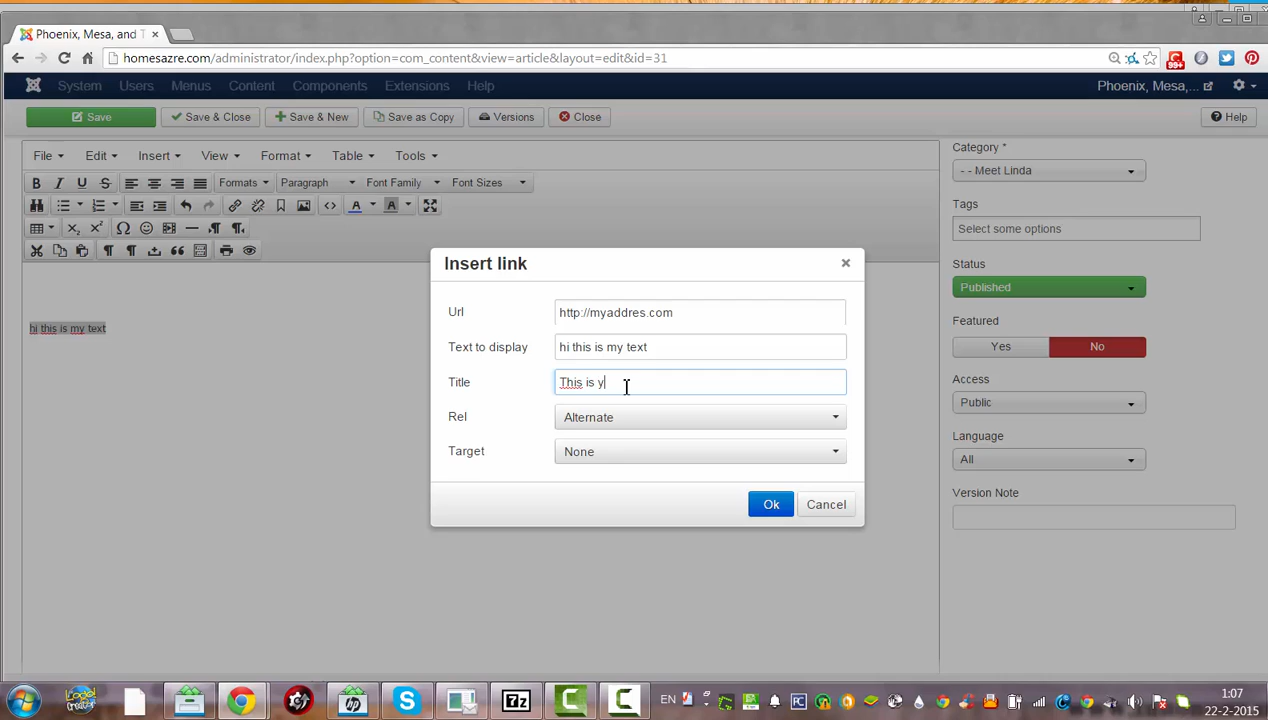 Phoenix, Mesa, and T
homesazre.com/administrator/index.php?option=com_content&view=article&layout=edit&id=31
99+
System Users Menus Content Components Extensions Help
Phoenix, Mesa,...
Save Save & Close Save & New Save as Copy Versions Close Help
File Edit Insert View Format Table Tools
B I U S Formats Paragraph Font Family Font Sizes
A A
hi this is my text
Insert link
Url http://myaddres.com
Text to display hi this is my text
Title This is y
Rel Alternate
Target None
Ok Cancel
Category *
- - Meet Linda
Tags
Select some options
Status
Published
Featured
Yes No
Access
Public
Language
All
Version Note
EN
1:07
22-2-2015